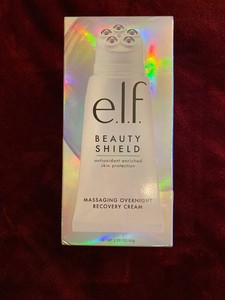 e.l.f.
BEAUTY
SHIELD
antioxidant enriched
skin protection
MASSAGING OVERNIGHT
RECOVERY CREAM